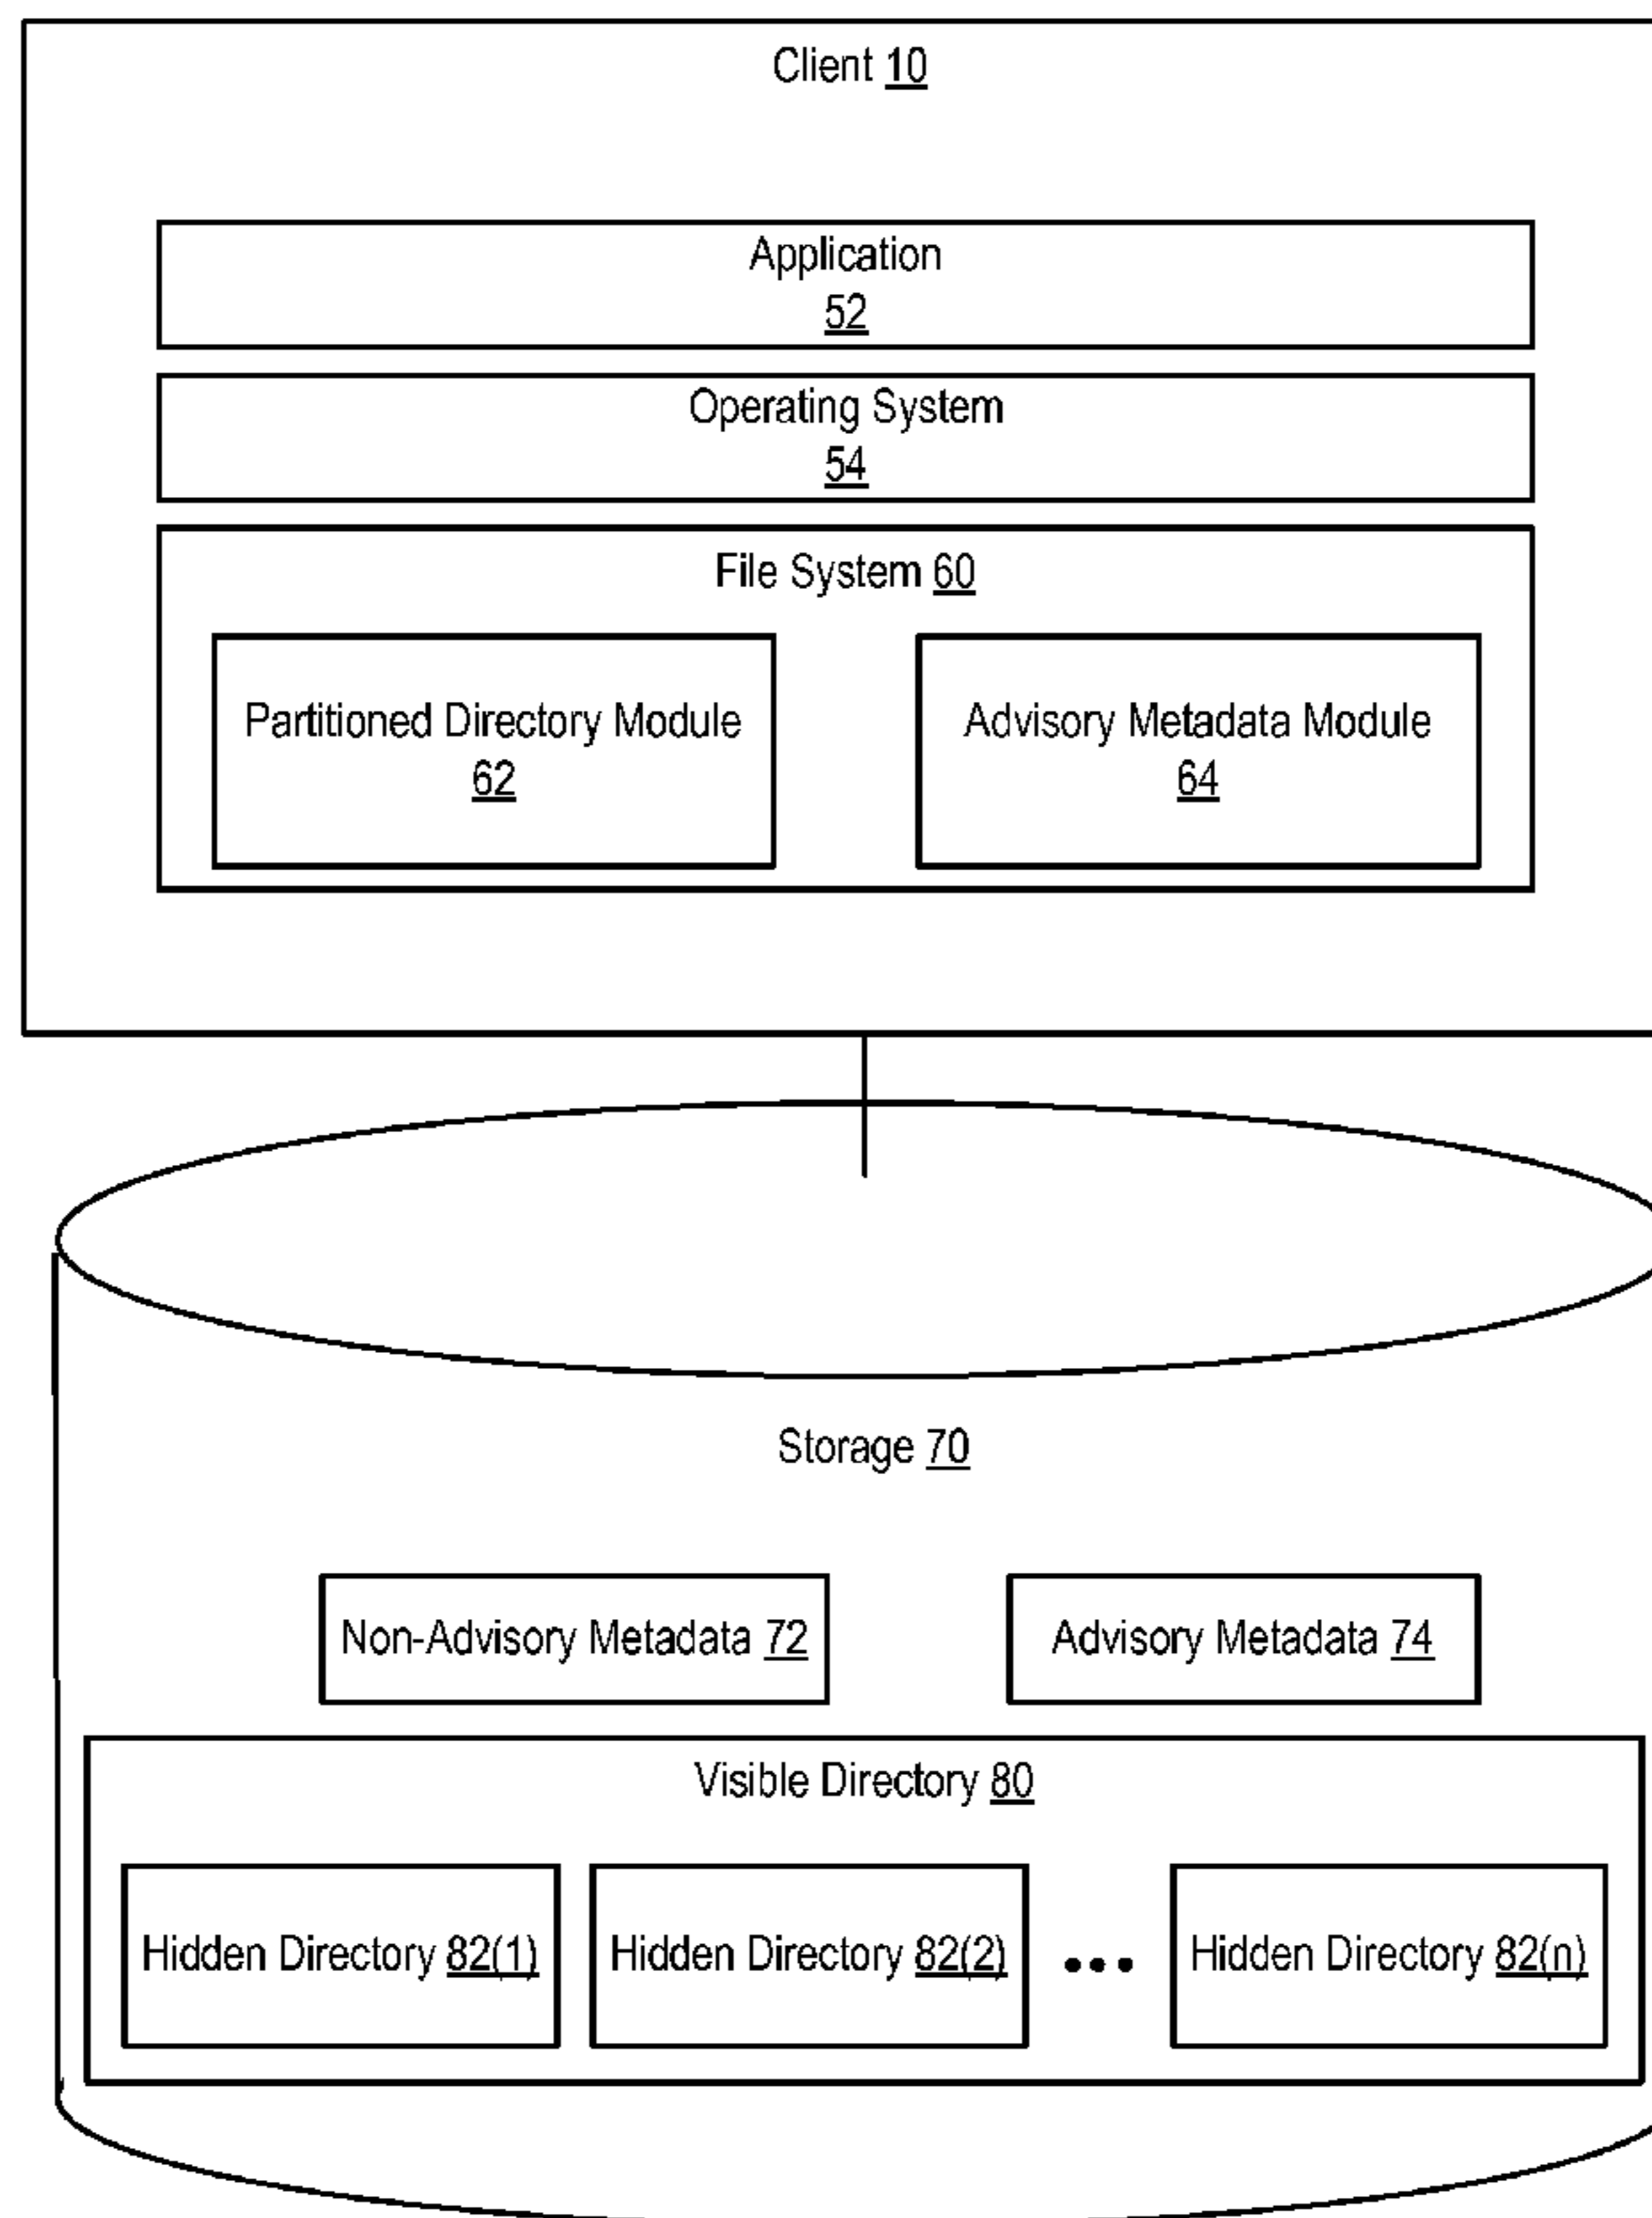 Client 10
Application
52
Operating System
54
File System 60
Partitioned Directory Module
62
Advisory Metadata Module
64
Storage 70
Non-Advisory Metadata 72
Advisory Metadata 74
Visible Directory 80
Hidden Directory 82(1)
Hidden Directory 82(2)
•••
Hidden Directory 82(n)